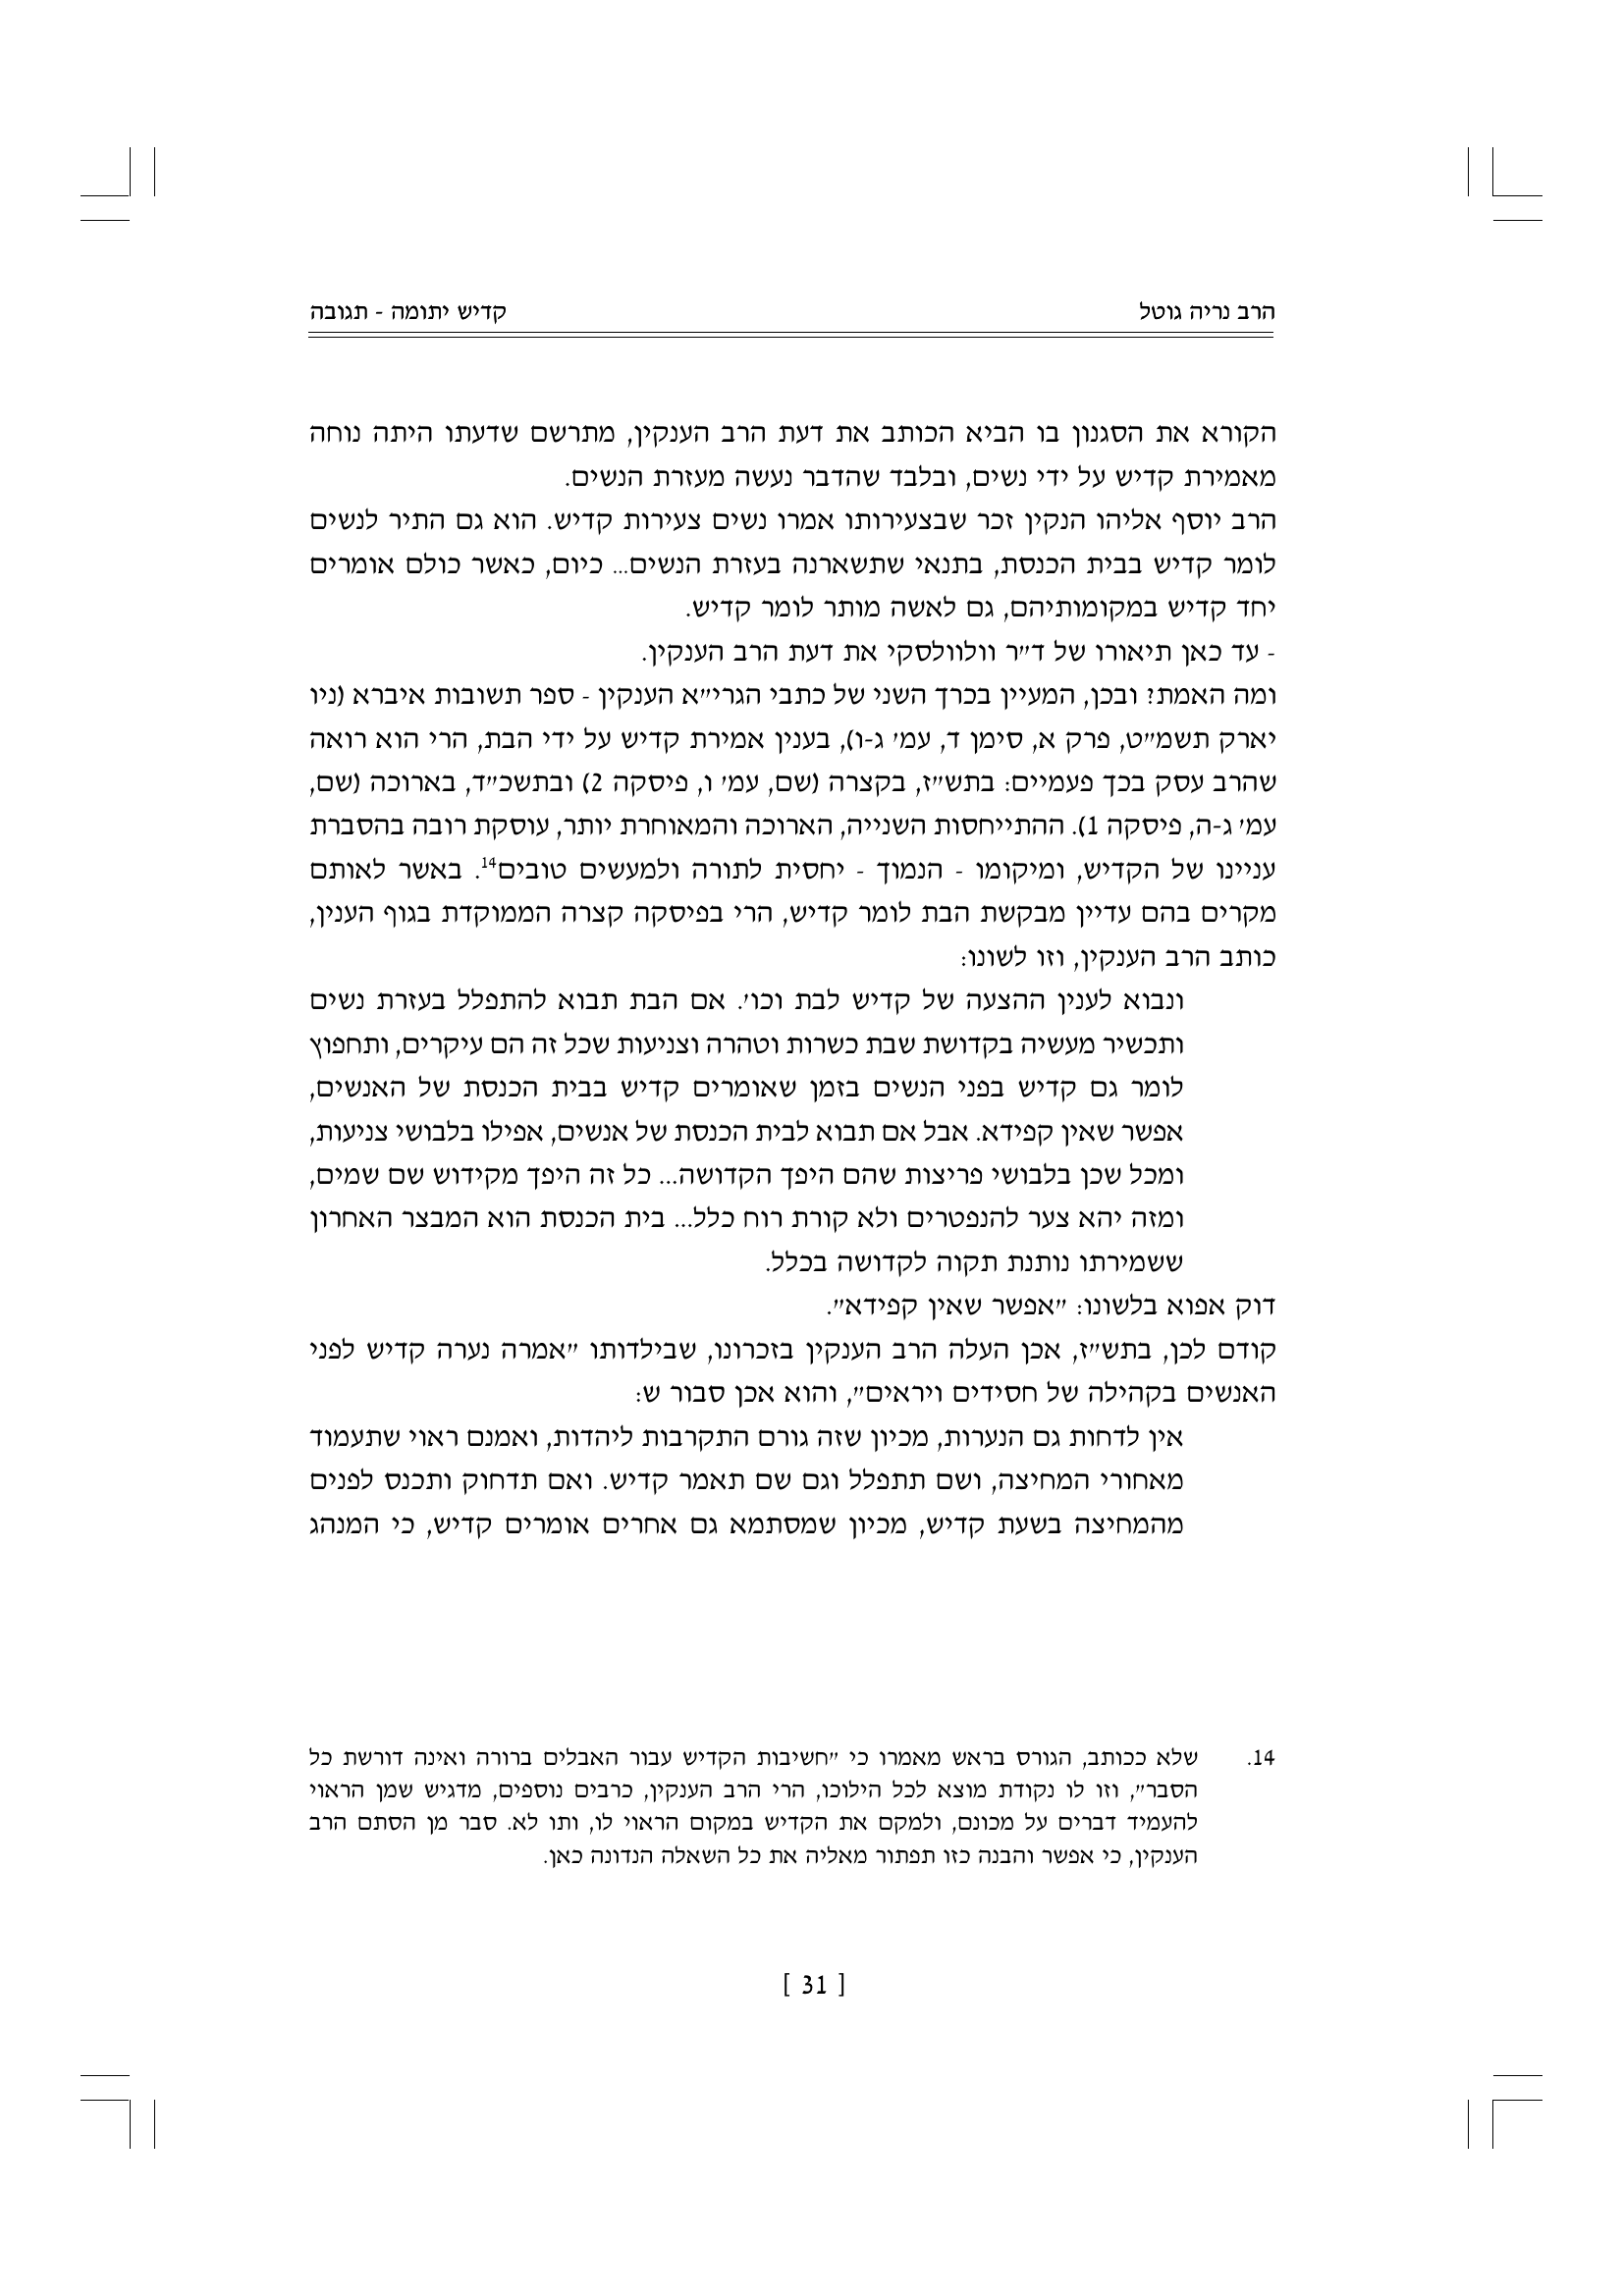 הרב נריה גוטל
קדיש יתומה - תגובה
הקורא את הסגנון בו הביא הכותב את דעת הרב הענקין, מתרשם שדעתו היתה נוחה
מאמירת קדיש על ידי נשים, ובלבד שהדבר נעשה מעזרת הנשים.
הרב יוסף אליהו הנקין זכר שבצעירותו אמרו נשים צעירות קדיש. הוא גם התיר לנשים
לומר קדיש בבית הכנסת, בתנאי שתשארנה בעזרת הנשים... כיום, כאשר כולם אומרים
יחד קדיש במקומותיהם, גם לאשה מותר לומר קדיש.
- עד כאן תיאורו של ד״ר וולוולסקי את דעת הרב הענקין.
ומה האמת? ובכן, המעיין בכרך השני של כתבי הגרי״א הענקין - ספר תשובות איברא (ניו
יארק תשמ״ט, פרק א, סימן ד, עמ׳ ג-ו), בענין אמירת קדיש על ידי הבת, הרי הוא רואה
שהרב עסק בכך פעמיים: בתש״ז, בקצרה (שם, עמ׳ ו, פיסקה 2) ובתשכ״ד, בארוכה (שם,
עמ׳ ג-ה, פיסקה 1). ההתייחסות השנייה, הארוכה והמאוחרת יותר, עוסקת רובה בהסברת
עניינו של הקדיש, ומיקומו - הנמוך - יחסית לתורה ולמעשים טובים14. באשר לאותם
מקרים בהם עדיין מבקשת הבת לומר קדיש, הרי בפיסקה קצרה הממוקדת בגוף הענין,
כותב הרב הענקין, וזו לשונו:
ונבוא לענין ההצעה של קדיש לבת וכו׳. אם הבת תבוא להתפלל בעזרת נשים
ותכשיר מעשיה בקדושת שבת כשרות וטהרה וצניעות שכל זה הם עיקרים, ותחפוץ
לומר גם קדיש בפני הנשים בזמן שאומרים קדיש בבית הכנסת של האנשים,
אפשר שאין קפידא. אבל אם תבוא לבית הכנסת של אנשים, אפילו בלבושי צניעות,
ומכל שכן בלבושי פריצות שהם היפך הקדושה... כל זה היפך מקידוש שם שמים,
ומזה יהא צער להנפטרים ולא קורת רוח כלל... בית הכנסת הוא המבצר האחרון
ששמירתו נותנת תקוה לקדושה בכלל.
דוק אפוא בלשונו: ״אפשר שאין קפידא״.
קודם לכן, בתש״ז, אכן העלה הרב הענקין בזכרונו, שבילדותו ״אמרה נערה קדיש לפני
האנשים בקהילה של חסידים ויראים״, והוא אכן סבור ש:
אין לדחות גם הנערות, מכיון שזה גורם התקרבות ליהדות, ואמנם ראוי שתעמוד
מאחורי המחיצה, ושם תתפלל וגם שם תאמר קדיש. ואם תדחוק ותכנס לפנים
מהמחיצה בשעת קדיש, מכיון שמסתמא גם אחרים אומרים קדיש, כי המנהג
14. שלא ככותב, הגורס בראש מאמרו כי ״חשיבות הקדיש עבור האבלים ברורה ואינה דורשת כל
הסבר״, וזו לו נקודת מוצא לכל הילוכו, הרי הרב הענקין, כרבים נוספים, מדגיש שמן הראוי
להעמיד דברים על מכונם, ולמקם את הקדיש במקום הראוי לו, ותו לא. סבר מן הסתם הרב
הענקין, כי אפשר והבנה כזו תפתור מאליה את כל השאלה הנדונה כאן.
[ 31 ]